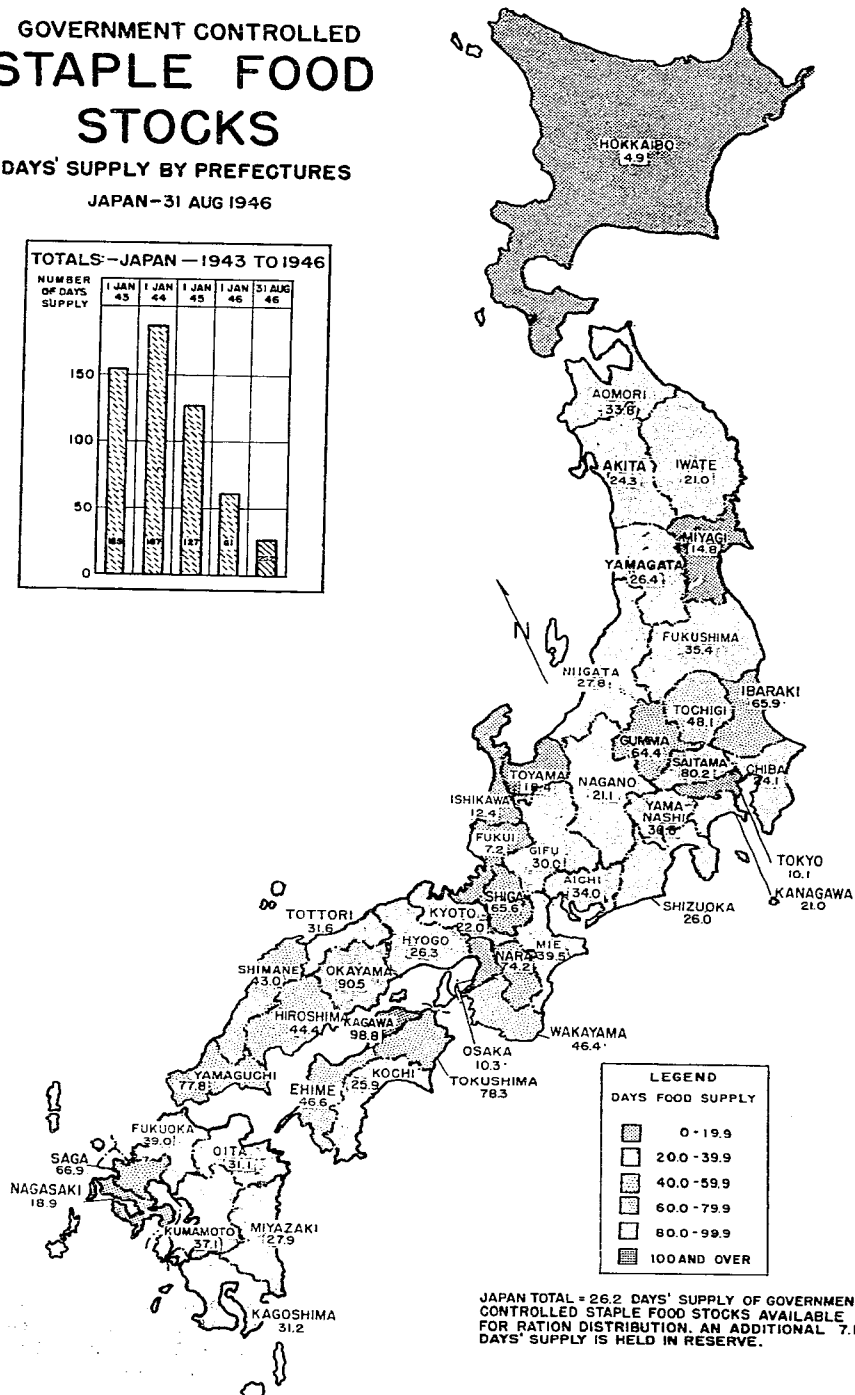 GOVERNMENT CONTROLLED
STAPLE FOOD
STOCKS
DAYS' SUPPLY BY PREFECTURES
JAPAN-31 AUG 1946
TOTALS:-JAPAN-1943 TO 1946
NUMBER OF DAYS SUPPLY
1 JAN 43
1 JAN 44
1 JAN 45
1 JAN 46
31 AUG 46
150
100
50
0
155
187
127
61
N
HOKKAIDO
4.9
AOMORI
33.8
AKITA
24.3
IWATE
21.0
MIYAGI
14.8
YAMAGATA
26.4
FUKUSHIMA
35.4
NIIGATA
27.8
IBARAKI
65.9
TOCHIGI
48.1
GUMMA
64.4
SAITAMA
80.2
CHIBA
TOYAMA
NAGANO
21.1
YAMA-
NASHI
ISHIKAWA
12.4
FUKUI
7.2
GIFU
30.0
TOKYO
10.1
KANAGAWA
21.0
AICHI
34.0
SHIZUOKA
26.0
SHIGA
65.6
KYOTO
22.0
TOTTORI
31.6
HYOGO
26.3
MIE
39.5
NARA
4.2
SHIMANE
43.0
OKAYAMA
90.5
HIROSHIMA
44.4
KAGAWA
98.8
WAKAYAMA
46.4
OSAKA
10.3
YAMAGUCHI
77.8
EHIME
46.6
KOCHI
25.9
TOKUSHIMA
78.3
FUKUOKA
39.0
OITA
31.1
SAGA
66.9
NAGASAKI
18.9
KUMAMOTO
37.1
MIYAZAKI
27.9
KAGOSHIMA
31.2
LEGEND
DAYS FOOD SUPPLY
0-19.9
20.0-39.9
40.0-59.9
60.0-79.9
80.0-99.9
100 AND OVER
JAPAN TOTAL = 26.2 DAYS' SUPPLY OF GOVERNMEN
CONTROLLED STAPLE FOOD STOCKS AVAILABLE
FOR RATION DISTRIBUTION. AN ADDITIONAL 7.1
DAYS' SUPPLY IS HELD IN RESERVE.